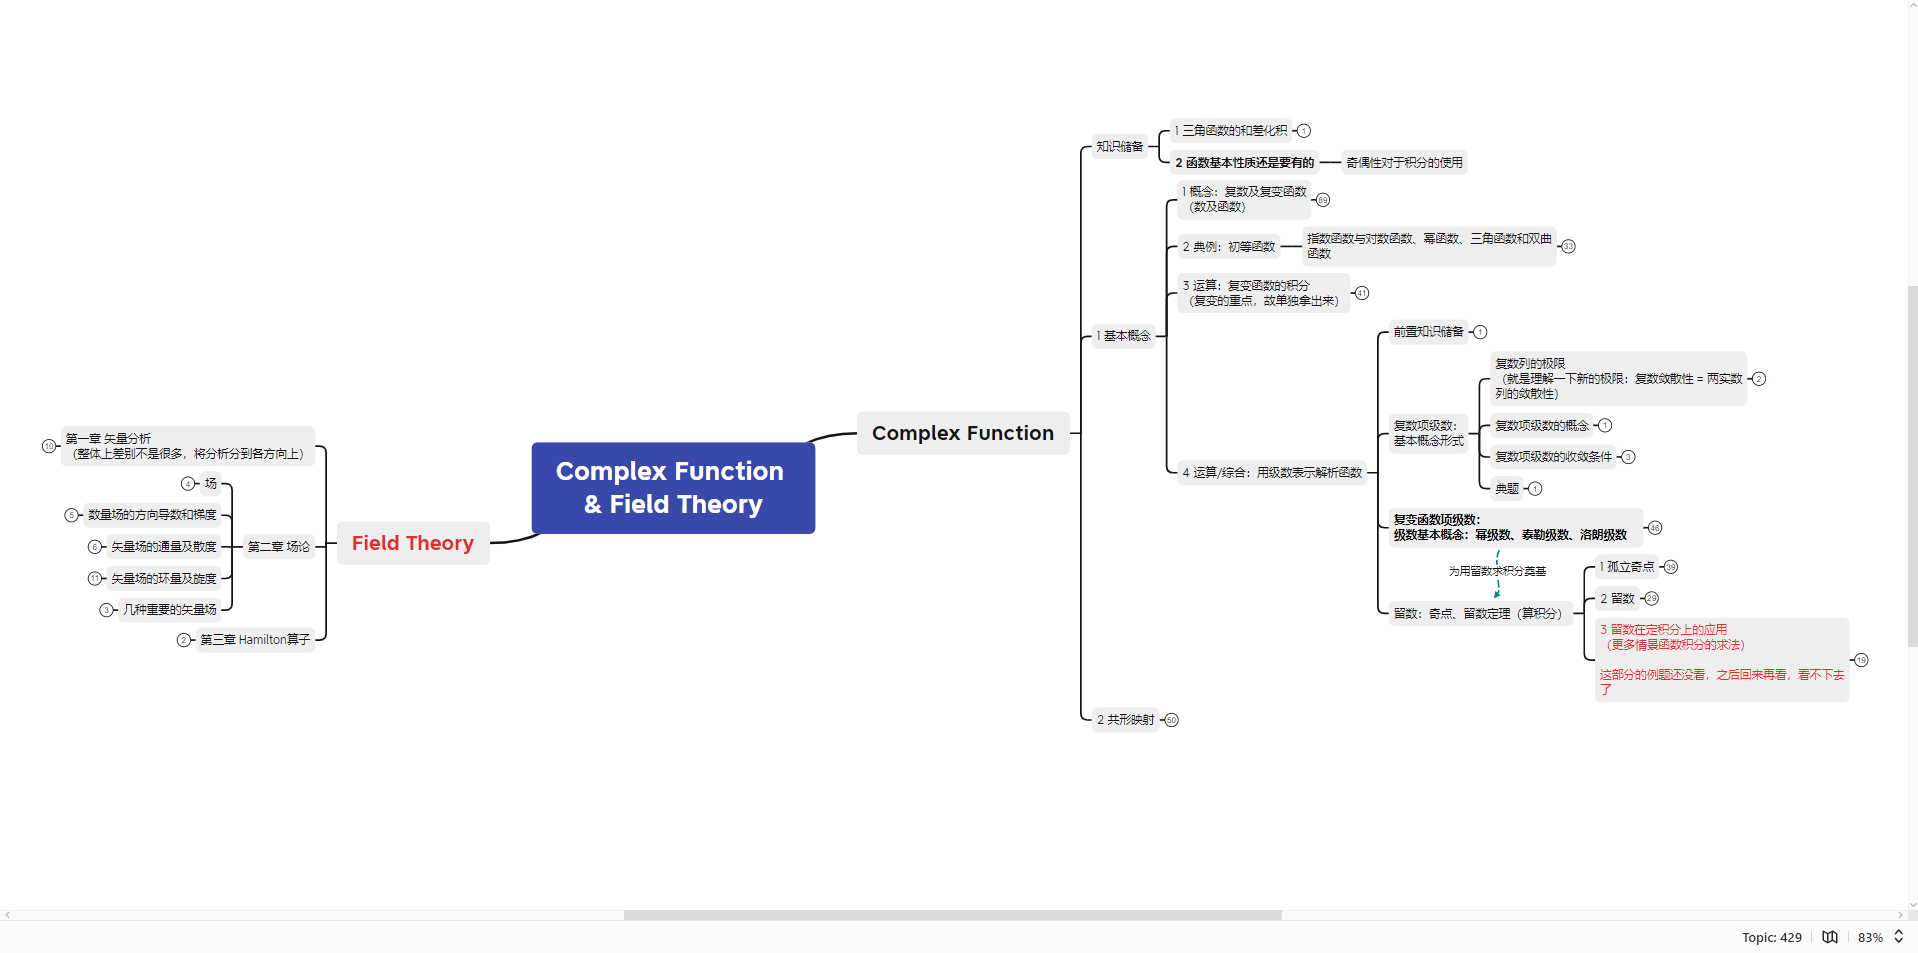 Complex Function
& Field Theory
Complex Function
知识储备
1 三角函数的和差化积
1
2 函数基本性质还是要有的
奇偶性对于积分的使用
1 基本概念
1 概念：复数及复变函数
（数及函数）
89
2 典例：初等函数
指数函数与对数函数、幂函数、三角函数和双曲
函数
33
3 运算：复变函数的积分
（复变的重点，故单独拿出来）
41
4 运算/综合：用级数表示解析函数
前置知识储备
1
复数项级数：
基本概念形式
复数列的极限
（就是理解一下新的极限：复数敛散性 = 两实数
列的敛散性）
2
复数项级数的概念
1
复数项级数的收敛条件
3
典题
1
复变函数项级数：
级数基本概念：幂级数、泰勒级数、洛朗级数
46
为用留数求积分奠基
留数：奇点、留数定理（算积分）
1 孤立奇点
39
2 留数
29
3 留数在定积分上的应用
（更多情景函数积分的求法）
这部分的例题还没看，之后回来再看，看不下去
了
19
2 共形映射
50
Field Theory
第一章 矢量分析
（整体上差别不是很多，将分析分到各方向上）
10
第二章 场论
场
4
数量场的方向导数和梯度
5
矢量场的通量及散度
6
矢量场的环量及旋度
11
几种重要的矢量场
3
第三章 Hamilton算子
2
Topic: 429
83%